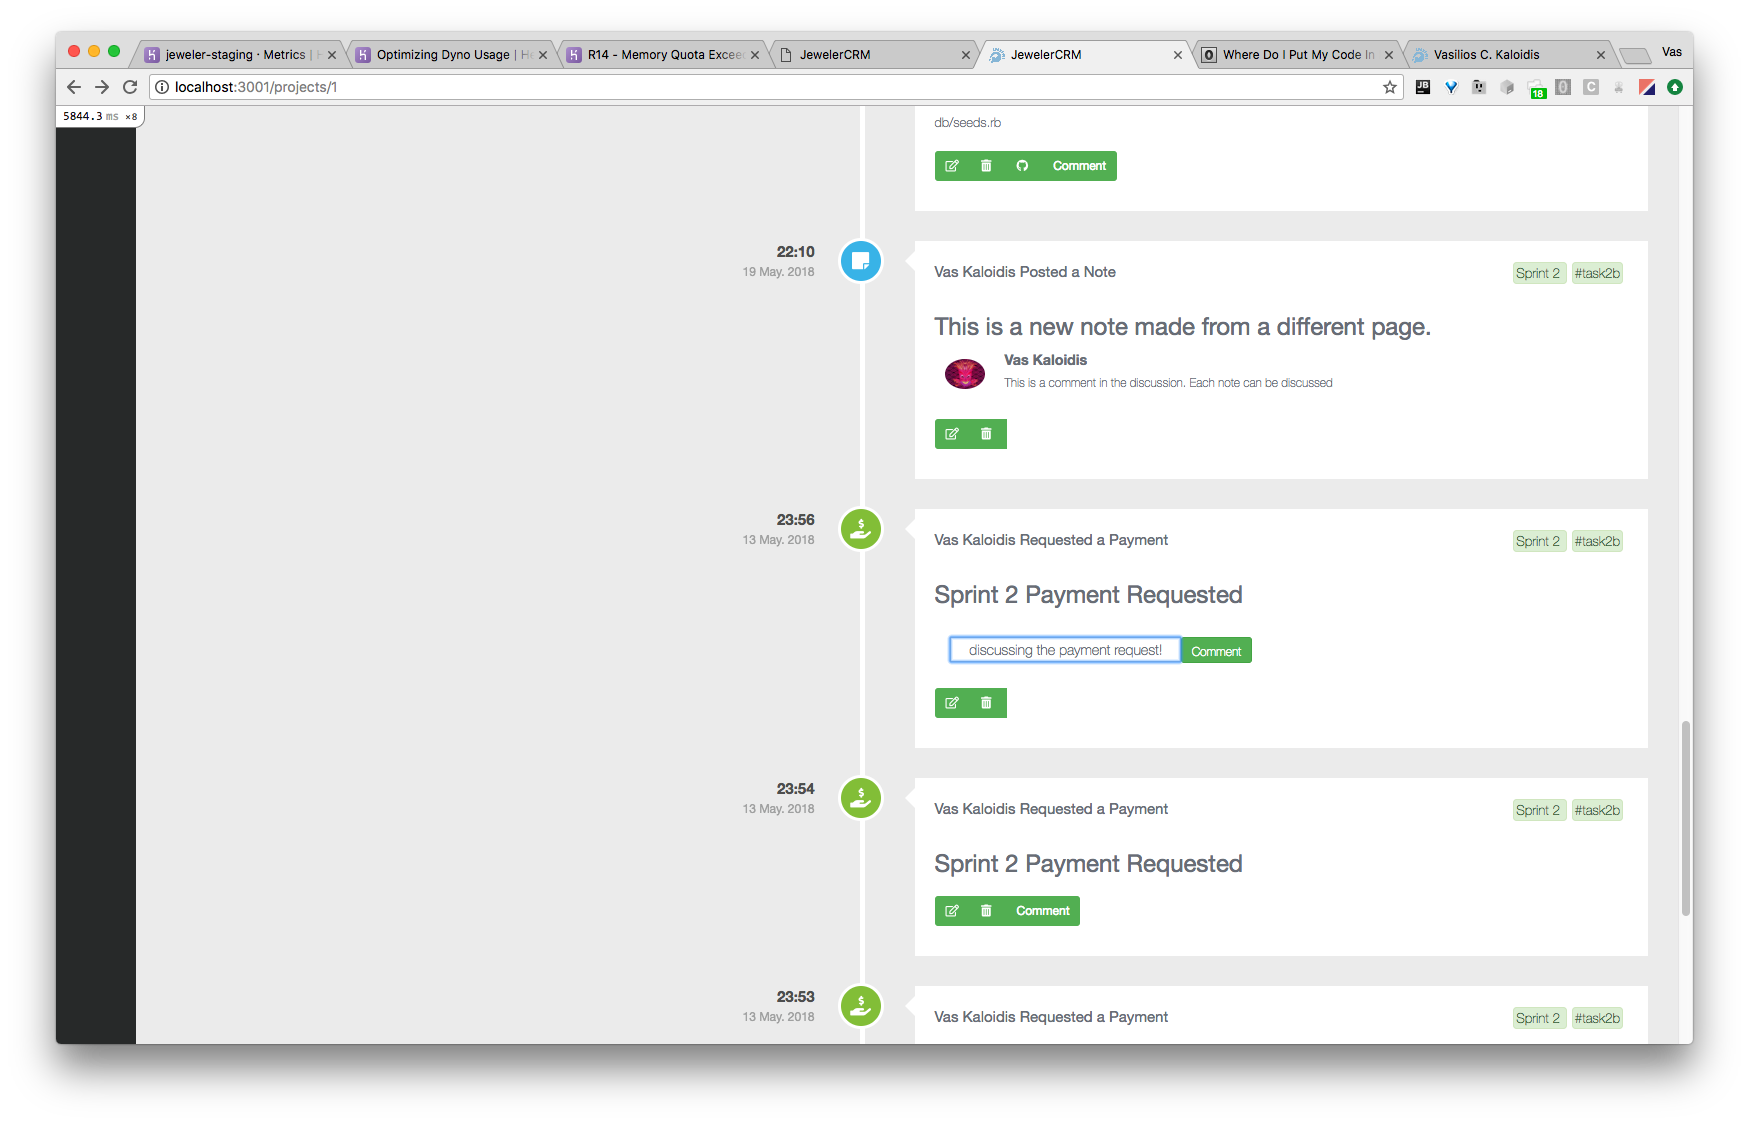 jeweler-staging · Metrics | H
Optimizing Dyno Usage | He
R14 - Memory Quota Exceed
JewelerCRM
JewelerCRM
Where Do I Put My Code In
Vasilios C. Kaloidis
Vas
localhost:3001/projects/1
JB
18
C
5844.3 ms ×8
db/seeds.rb
Comment
22:10
19 May. 2018
Vas Kaloidis Posted a Note
Sprint 2 #task2b
This is a new note made from a different page.
Vas Kaloidis
This is a comment in the discussion. Each note can be discussed
23:56
13 May. 2018
Vas Kaloidis Requested a Payment
Sprint 2 #task2b
Sprint 2 Payment Requested
discussing the payment request!
Comment
23:54
13 May. 2018
Vas Kaloidis Requested a Payment
Sprint 2 #task2b
Sprint 2 Payment Requested
Comment
23:53
13 May. 2018
Vas Kaloidis Requested a Payment
Sprint 2 #task2b